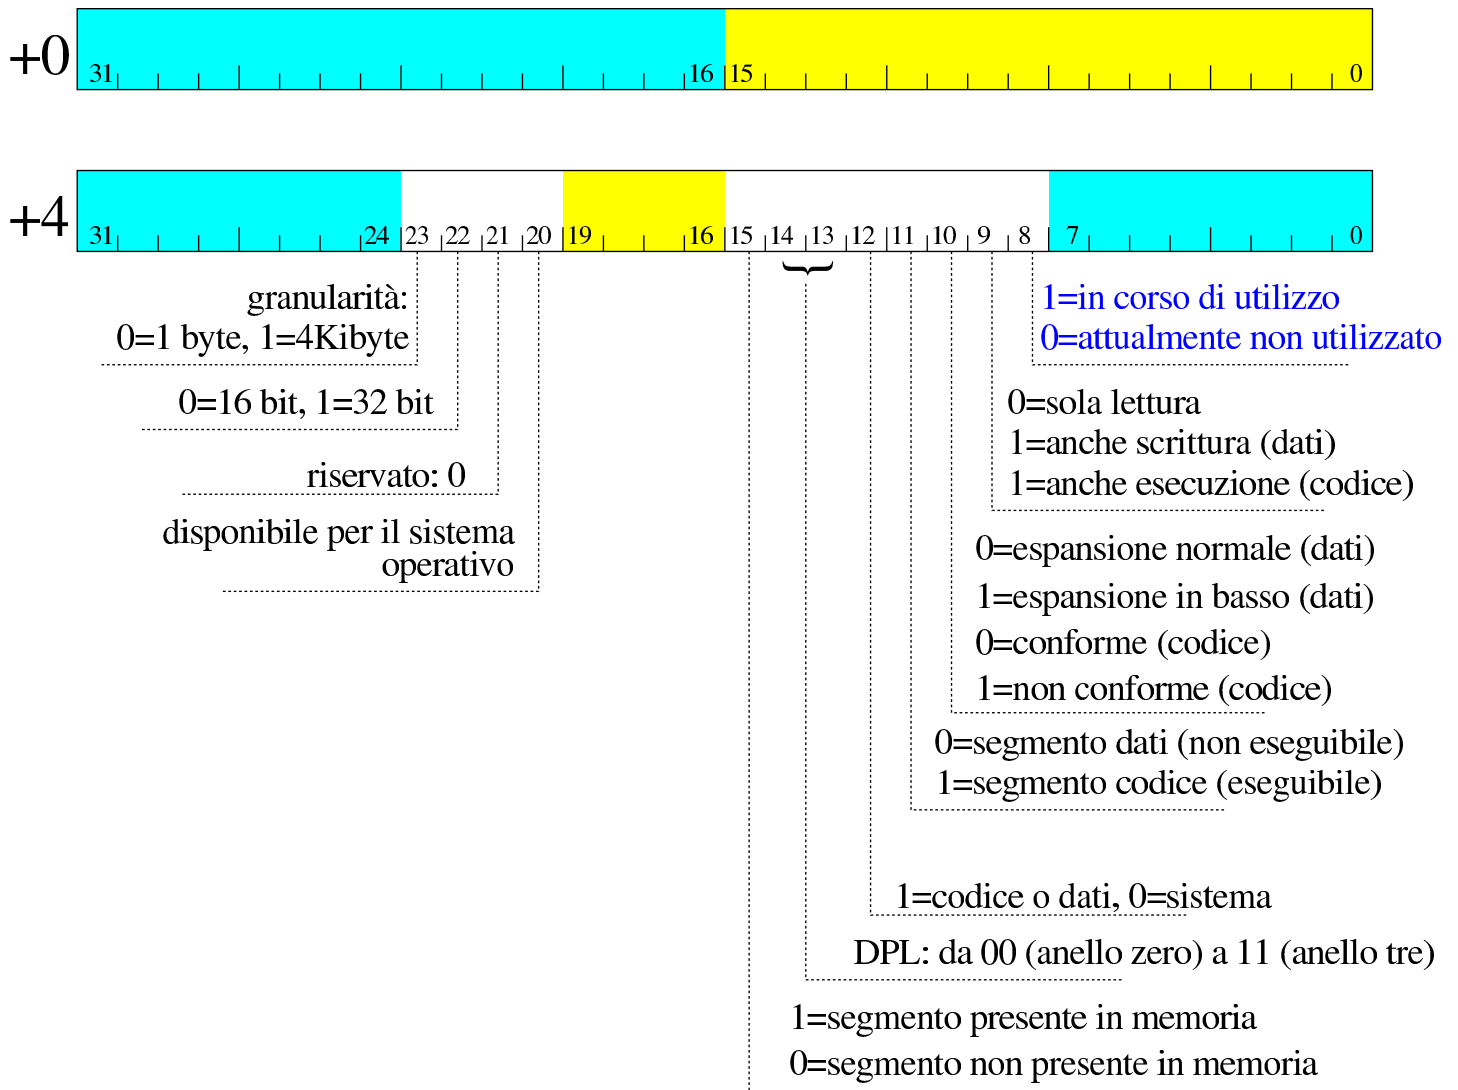 +0
31 16 15 0
+4
31 24 23 22 21 20 19 16 15 14 13 12 11 10 9 8 7 0
granularità:
0=1 byte, 1=4Kibyte
0=16 bit, 1=32 bit
riservato: 0
disponibile per il sistema
operativo
1=in corso di utilizzo
0=attualmente non utilizzato
0=sola lettura
1=anche scrittura (dati)
1=anche esecuzione (codice)
0=espansione normale (dati)
1=espansione in basso (dati)
0=conforme (codice)
1=non conforme (codice)
0=segmento dati (non eseguibile)
1=segmento codice (eseguibile)
1=codice o dati, 0=sistema
DPL: da 00 (anello zero) a 11 (anello tre)
1=segmento presente in memoria
0=segmento non presente in memoria